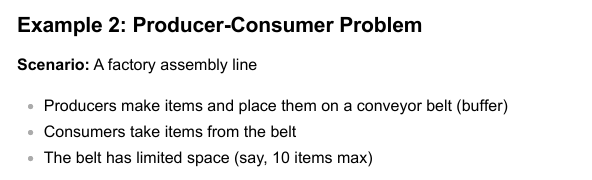 Example 2: Producer-Consumer Problem
Scenario: A factory assembly line
• Producers make items and place them on a conveyor belt (buffer)
• Consumers take items from the belt
• The belt has limited space (say, 10 items max)